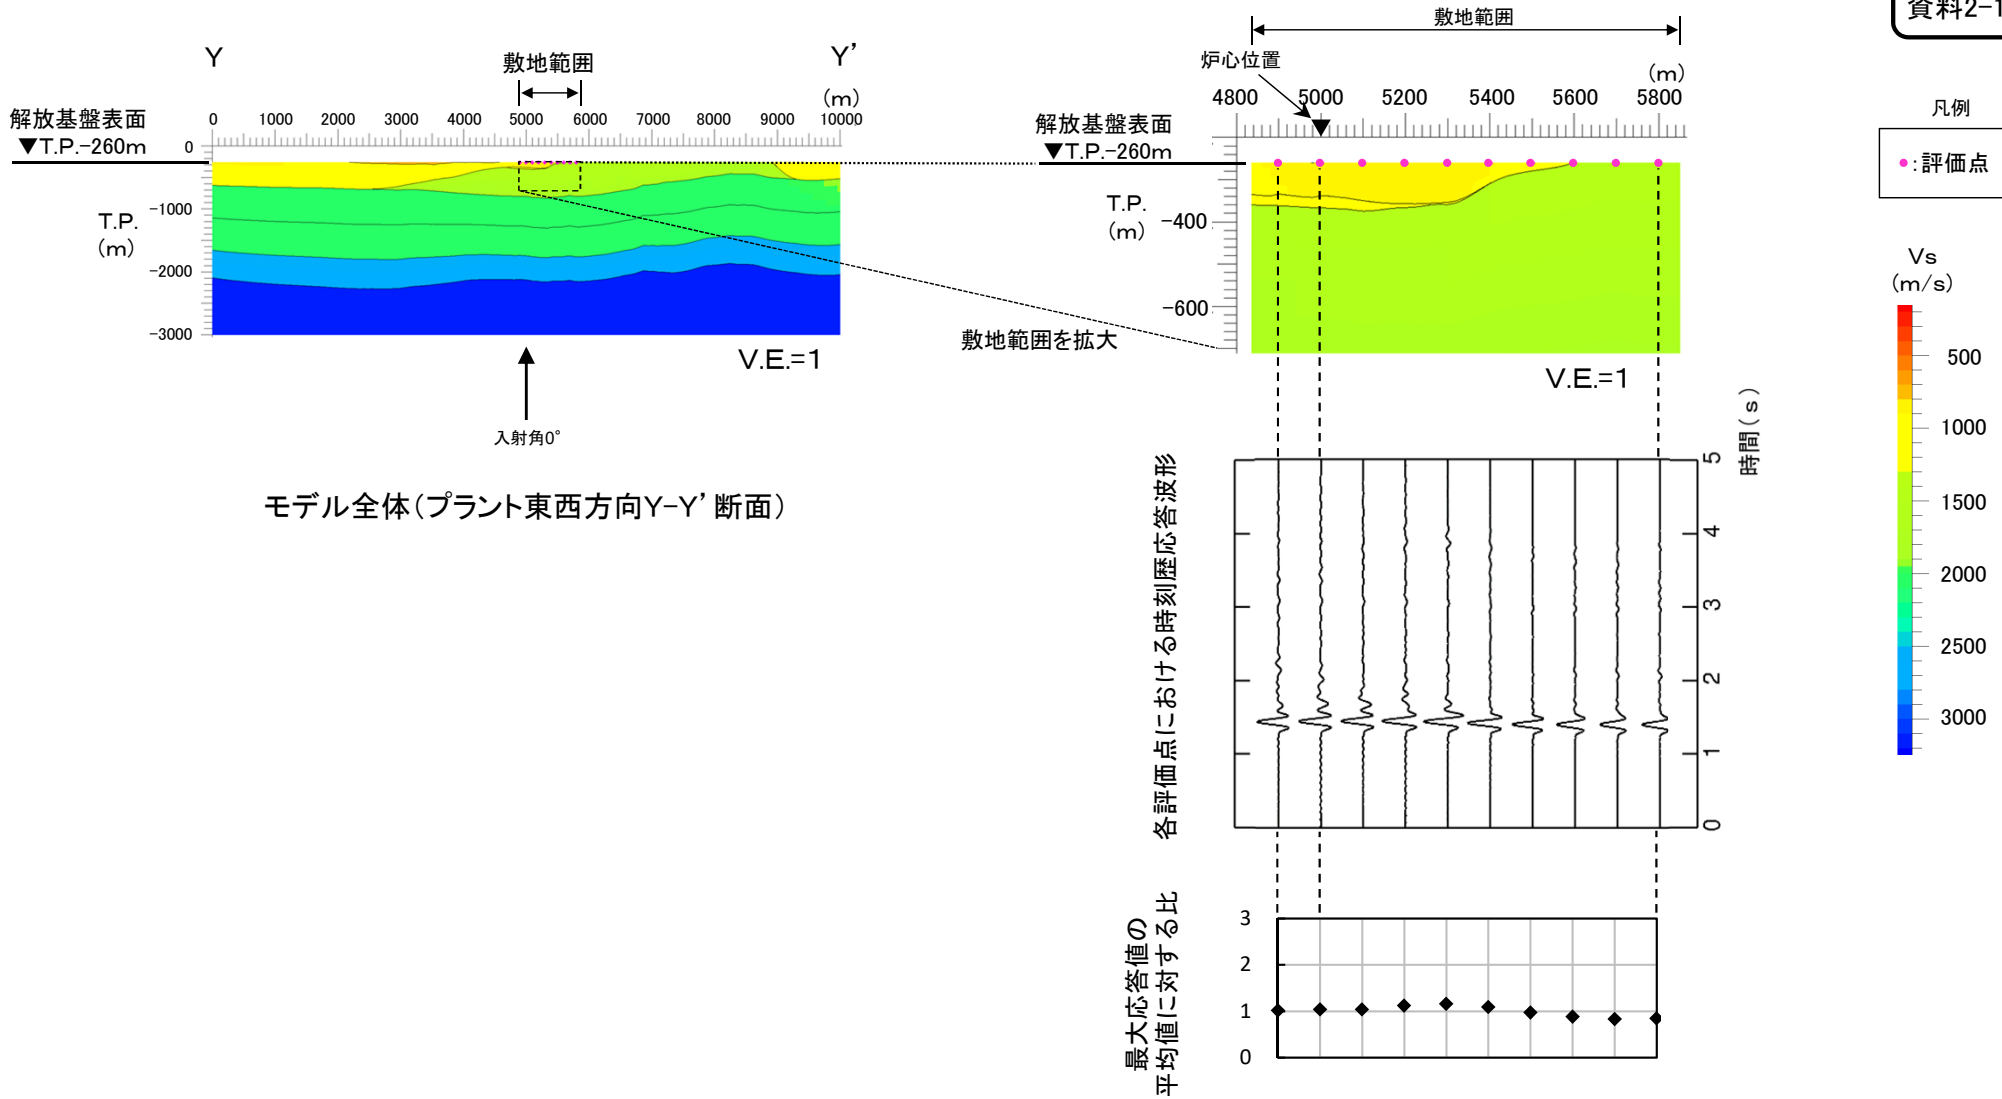 資料2-1
Y
Y’
敷地範囲
(m)
解放基盤表面
▼T.P.-260m
0
1000
2000
3000
4000
5000
6000
7000
8000
9000
10000
0
-1000
-2000
-3000
T.P.
(m)
V.E.=1
入射角0°
モデル全体(プラント東西方向Y-Y’断面)
敷地範囲
炉心位置
(m)
4800
5000
5200
5400
5600
5800
解放基盤表面
▼T.P.-260m
T.P.
(m)
-400
-600
敷地範囲を拡大
V.E.=1
凡例
●:評価点
Vs
(m/s)
500
1000
1500
2000
2500
3000
各評価点における時刻歴応答波形
時間(s)
5
4
3
2
1
0
最大応答値の
平均値に対する比
3
2
1
0